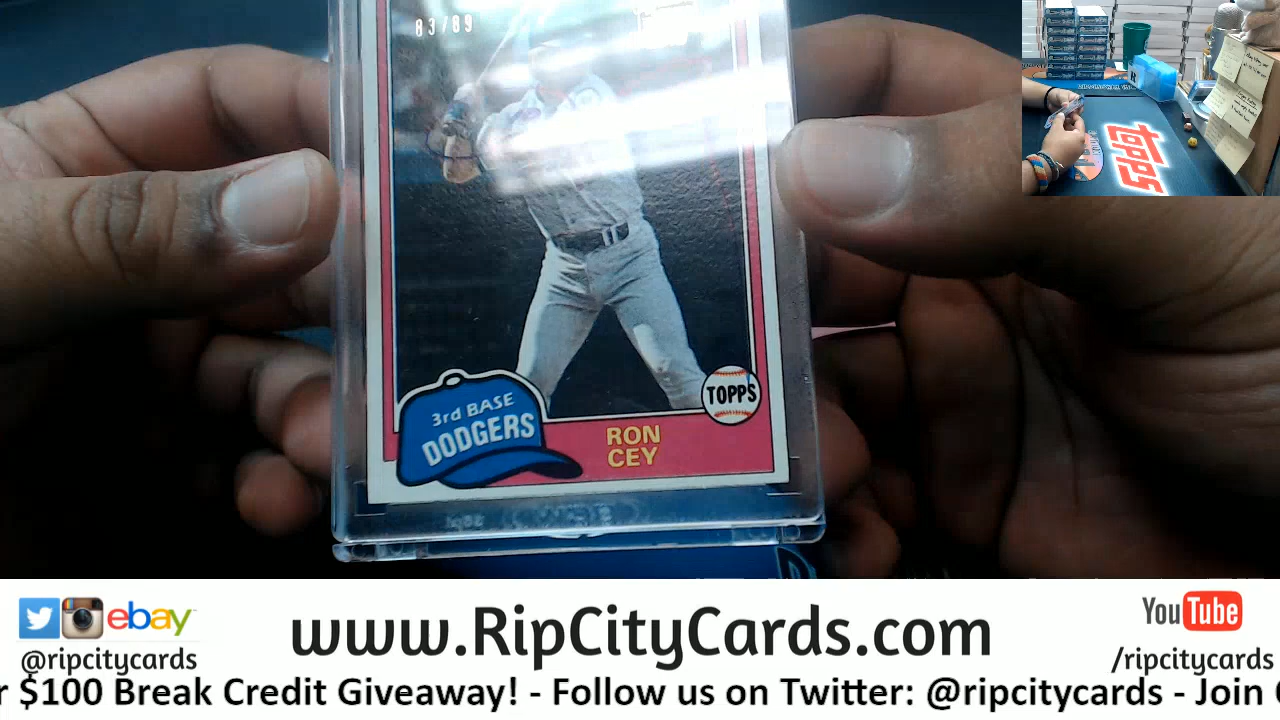 83/89
TOPPS
3rd BASE
DODGERS
RON
CEY
topps
ebay
@ripcitycards
www.RipCityCards.com
You Tube
/ripcitycards
r $100 Break Credit Giveaway! - Follow us on Twitter: @ripcitycards - Join